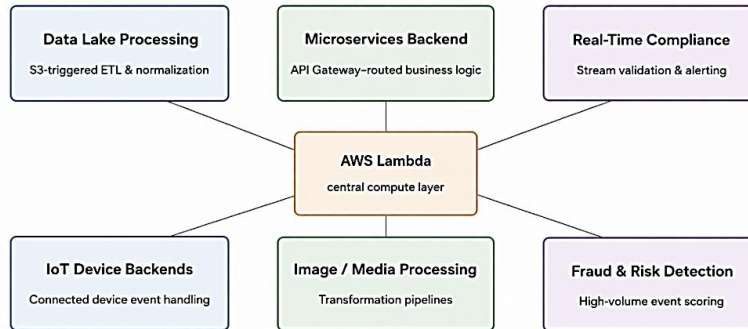 Data Lake Processing
S3-triggered ETL & normalization
Microservices Backend
API Gateway–routed business logic
Real-Time Compliance
Stream validation & alerting
AWS Lambda
central compute layer
IoT Device Backends
Connected device event handling
Image / Media Processing
Transformation pipelines
Fraud & Risk Detection
High-volume event scoring